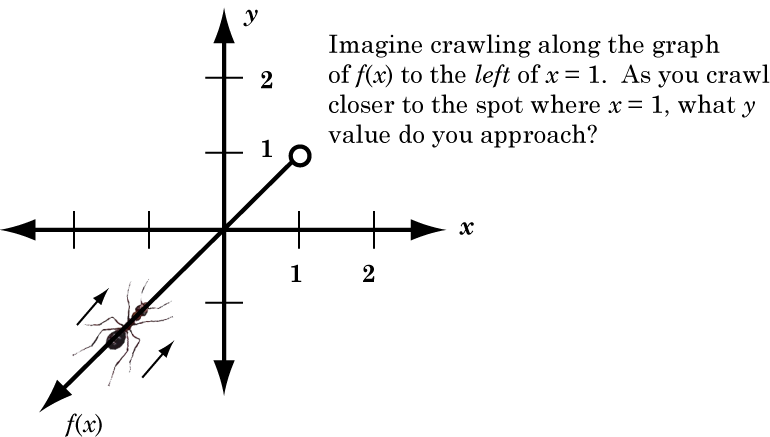 y
Imagine crawling along the graph
of f(x) to the left of x = 1. As you crawl
closer to the spot where x = 1, what y
value do you approach?
2
1
x
1 2
f(x)